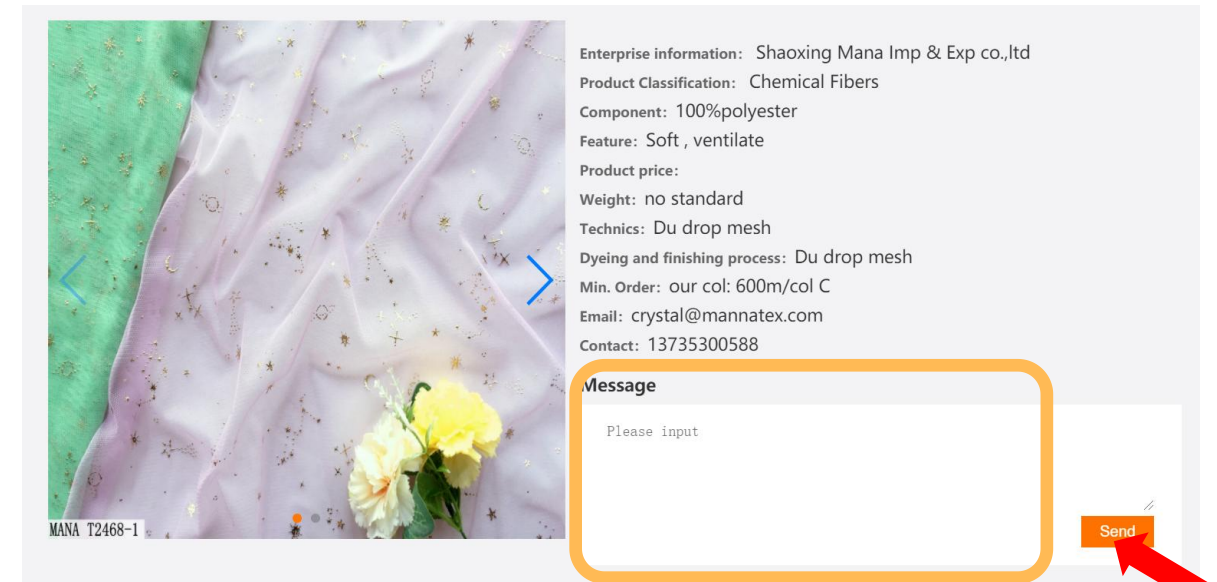 Enterprise information: Shaoxing Mana Imp & Exp co.,ltd
Product Classification: Chemical Fibers
Component: 100%polyester
Feature: Soft , ventilate
Product price:
Weight: no standard
Technics: Du drop mesh
Dyeing and finishing process: Du drop mesh
Min. Order: our col: 600m/col C
Email: crystal@mannatex.com
Contact: 13735300588
Message
Please input
Send
MANA T2468-1